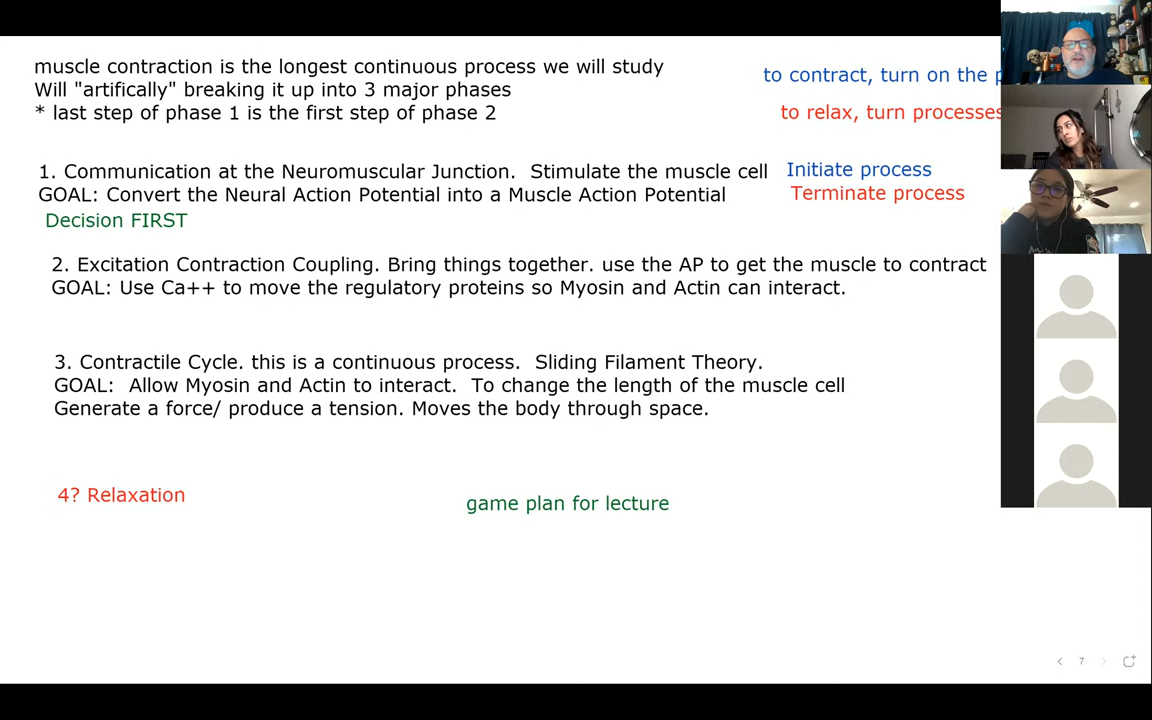 muscle contraction is the longest continuous process we will study
Will "artifically" breaking it up into 3 major phases
* last step of phase 1 is the first step of phase 2
to contract, turn on the
to relax, turn processes
1. Communication at the Neuromuscular Junction.  Stimulate the muscle cell
GOAL: Convert the Neural Action Potential into a Muscle Action Potential
Initiate process
Terminate process
Decision FIRST
2. Excitation Contraction Coupling. Bring things together. use the AP to get the muscle to contract
GOAL: Use Ca++ to move the regulatory proteins so Myosin and Actin can interact.
3. Contractile Cycle. this is a continuous process.  Sliding Filament Theory.
GOAL:  Allow Myosin and Actin to interact.  To change the length of the muscle cell
Generate a force/ produce a tension. Moves the body through space.
4? Relaxation
game plan for lecture
7